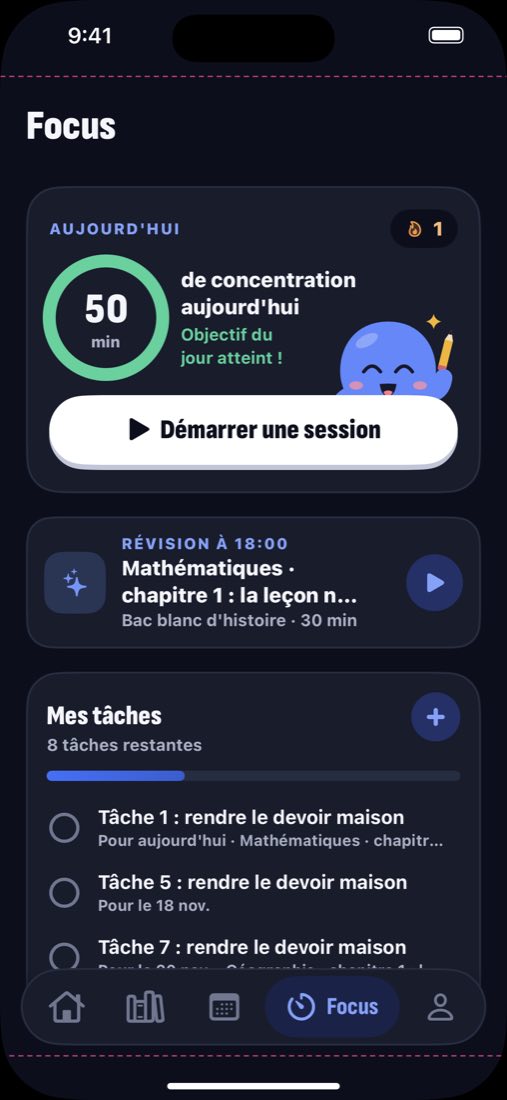 9:41
Focus
AUJOURD'HUI
1
50
min
de concentration
aujourd'hui
Objectif du
jour atteint !
Démarrer une session
RÉVISION À 18:00
Mathématiques ·
chapitre 1 : la leçon n…
Bac blanc d'histoire · 30 min
Mes tâches
8 tâches restantes
Tâche 1 : rendre le devoir maison
Pour aujourd'hui · Mathématiques · chapitr…
Tâche 5 : rendre le devoir maison
Pour le 18 nov.
Tâche 7 : rendre le devoir maison
Focus